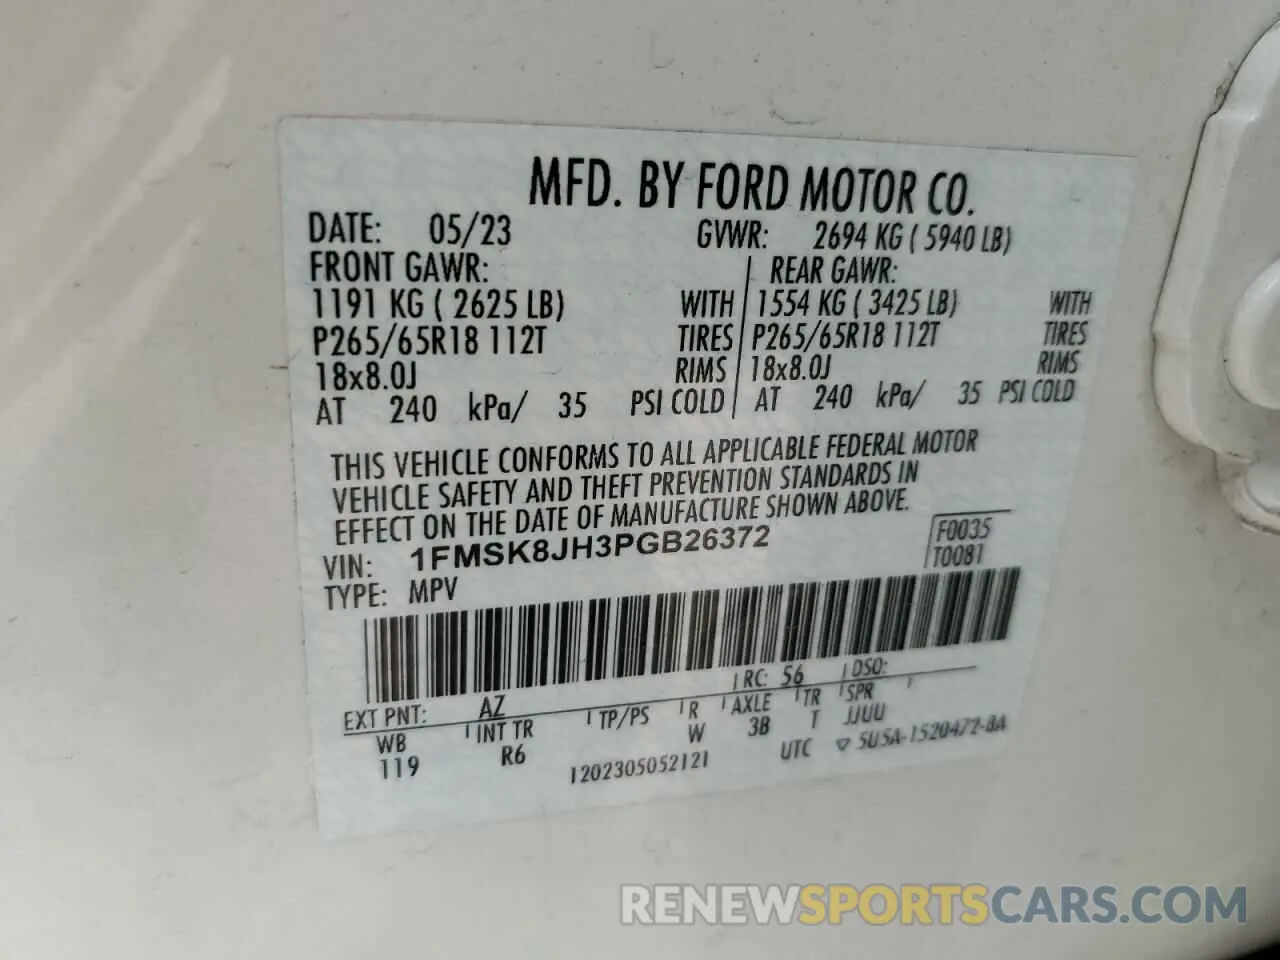 MFD. BY FORD MOTOR CO.
DATE: 05/23 GVWR: 2694 KG ( 5940 LB)
FRONT GAWR: REAR GAWR:
1191 KG ( 2625 LB) WITH 1554 KG ( 3425 LB) WITH
P265/65R18 112T TIRES P265/65R18 112T TIRES
18x8.0J RIMS 18x8.0J RIMS
AT 240 kPa/ 35 PSI COLD AT 240 kPa/ 35 PSI COLD
THIS VEHICLE CONFORMS TO ALL APPLICABLE FEDERAL MOTOR
VEHICLE SAFETY AND THEFT PREVENTION STANDARDS IN
EFFECT ON THE DATE OF MANUFACTURE SHOWN ABOVE.
VIN: 1FMSK8JH3PGB26372 F0035
TYPE: MPV T0081
EXT PNT: AZ RC: 56 DSO:
WB INT TR TP/PS R AXLE TR SPR
119 R6 W 3B T JJUU
1202305052121 UTC ▽ 5U5A-1520472-BA
RENEWSPORTSCARS.COM